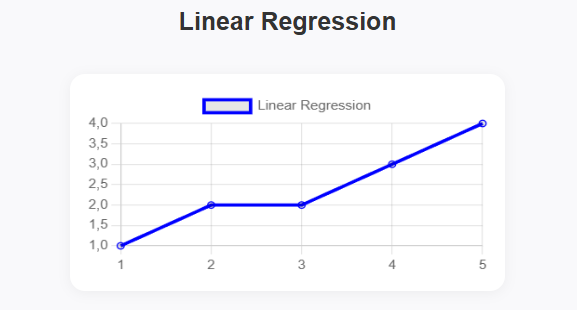 Linear Regression
Linear Regression
4,0
3,5
3,0
2,5
2,0
1,5
1,0
1 2 3 4 5